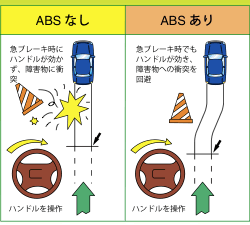 ABS なし
急ブレーキ時に
ハンドルが効か
ず、障害物に衝
突
ハンドルを操作
ABS あり
急ブレーキ時でも
ハンドルが効き、
障害物への衝突を
回避
ハンドルを操作